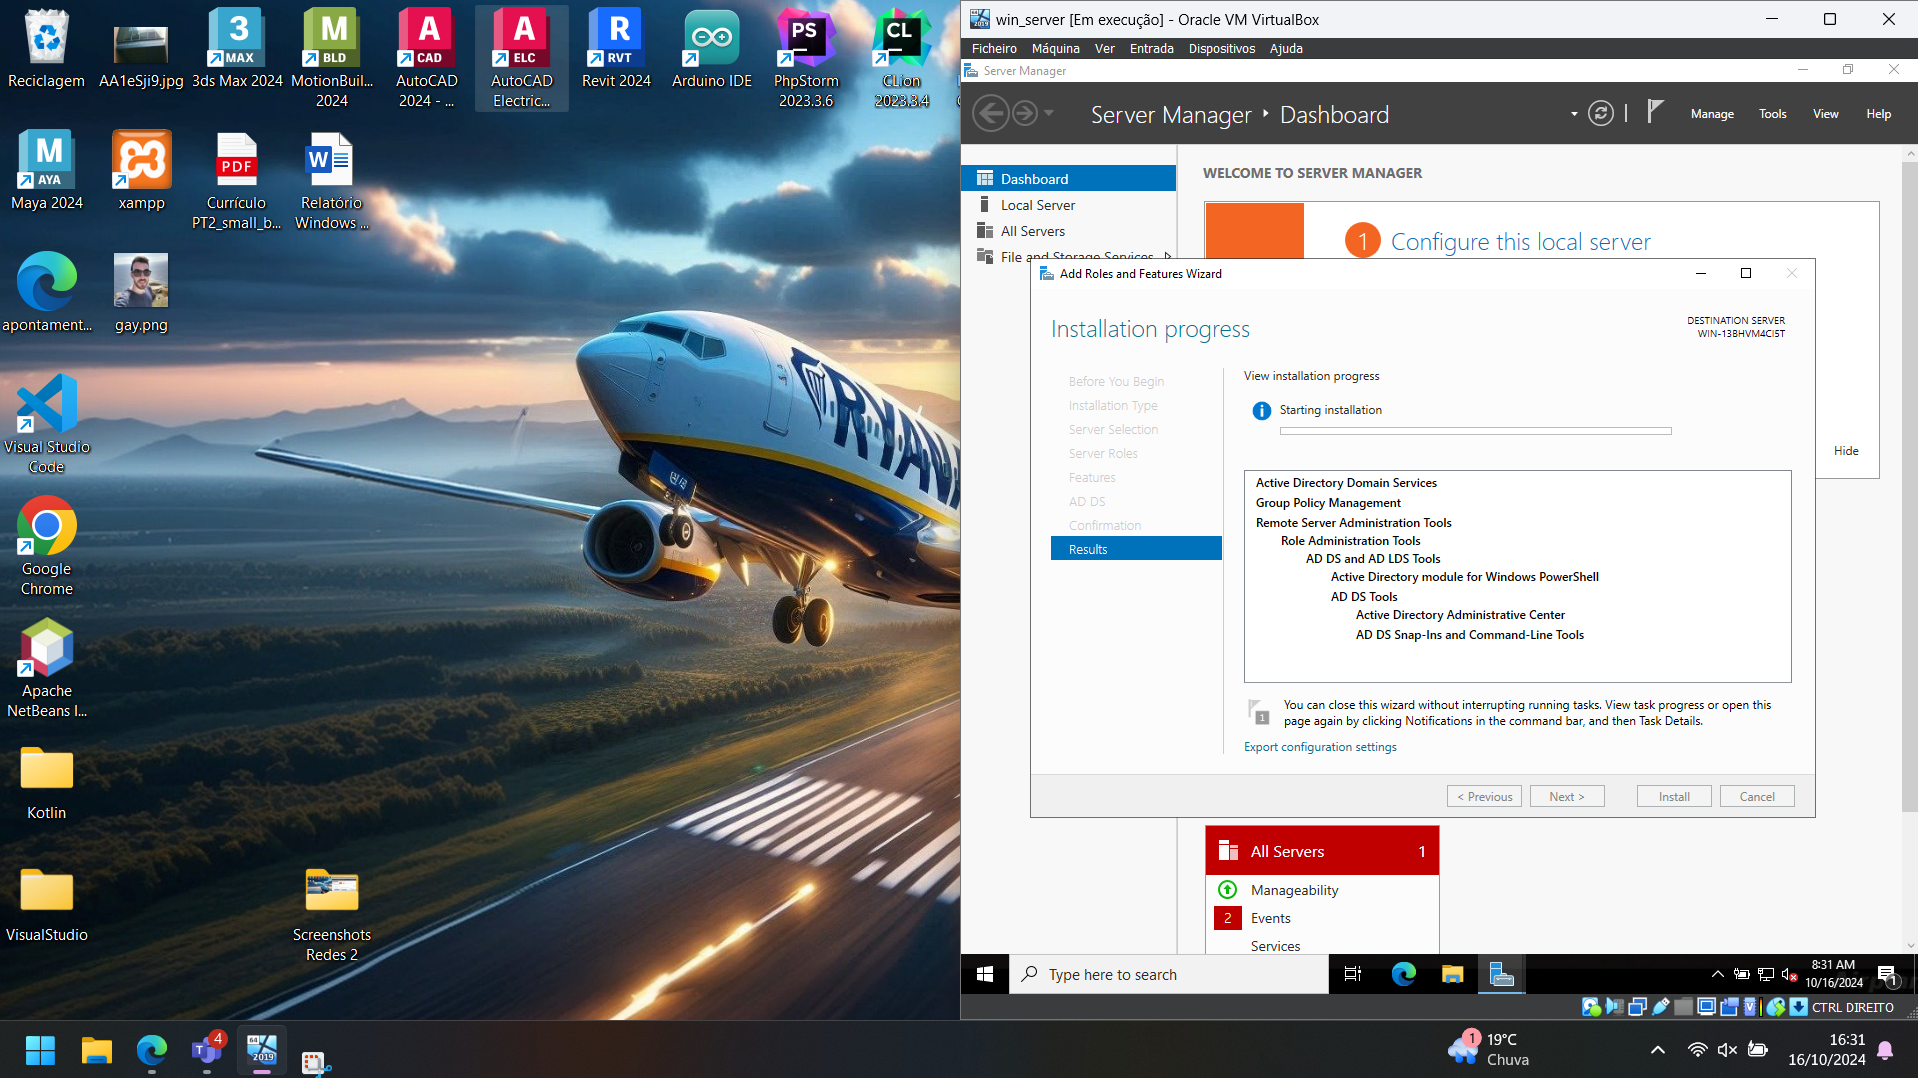 Reciclagem
AA1eSji9.jpg
3ds Max 2024
MotionBuil...
2024
AutoCAD
2024 - ...
AutoCAD
Electric...
Revit 2024
Arduino IDE
PhpStorm
2023.3.6
CLion
2023.3.4
Maya 2024
xampp
Currículo
PT2_small_b...
Relatório
Windows ...
apontament...
gay.png
Visual Studio
Code
Google
Chrome
Apache
NetBeans I...
Kotlin
VisualStudio
Screenshots
Redes 2
RYANA
win_server [Em execução] - Oracle VM VirtualBox
Ficheiro Máquina Ver Entrada Dispositivos Ajuda
Server Manager
Server Manager Dashboard
Manage Tools View Help
Dashboard
Local Server
All Servers
File and Storage Services
WELCOME TO SERVER MANAGER
1 Configure this local server
Hide
Add Roles and Features Wizard
Installation progress
DESTINATION SERVER
WIN-13BHVM4CI5T
Before You Begin
Installation Type
Server Selection
Server Roles
Features
AD DS
Confirmation
Results
View installation progress
Starting installation
Active Directory Domain Services
Group Policy Management
Remote Server Administration Tools
Role Administration Tools
AD DS and AD LDS Tools
Active Directory module for Windows PowerShell
AD DS Tools
Active Directory Administrative Center
AD DS Snap-Ins and Command-Line Tools
1
You can close this wizard without interrupting running tasks. View task progress or open this
page again by clicking Notifications in the command bar, and then Task Details.
Export configuration settings
< Previous Next > Install Cancel
All Servers 1
Manageability
2 Events
Services
Type here to search
8:31 AM
10/16/2024
1
CTRL DIREITO
4
1
19°C
Chuva
16:31
16/10/2024